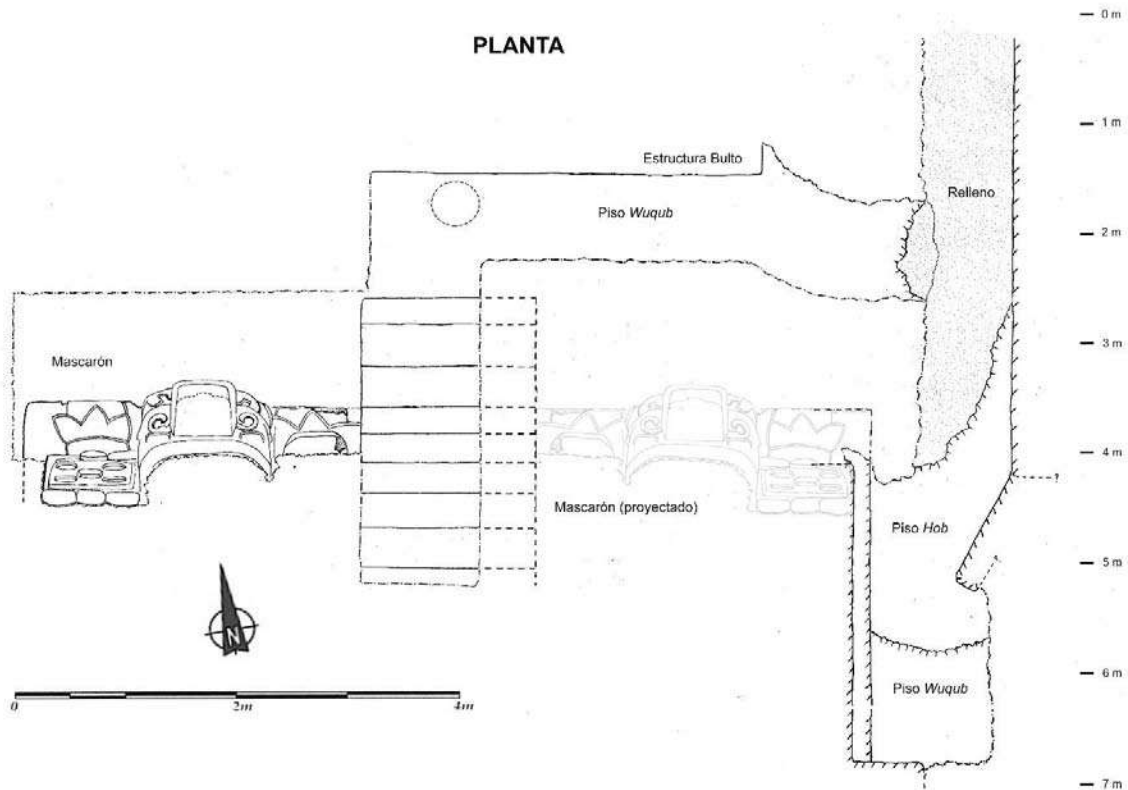 PLANTA
0 m
1 m
Estructura Bulto
Piso Wuqub
Relleno
2 m
3 m
Mascarón
4 m
Mascarón (proyectado)
Piso Hob
?
?
5 m
N
6 m
Piso Wuqub
0
2m
4m
7 m